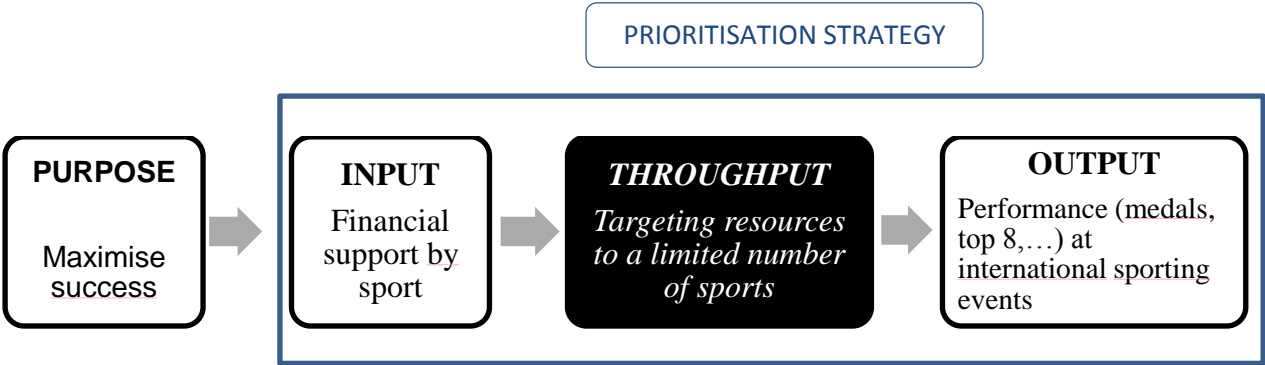 PRIORITISATION STRATEGY
PURPOSE
Maximise
success
INPUT
Financial
support by
sport
THROUGHPUT
Targeting resources
to a limited number
of sports
OUTPUT
Performance (medals,
top 8,…) at
international sporting
events